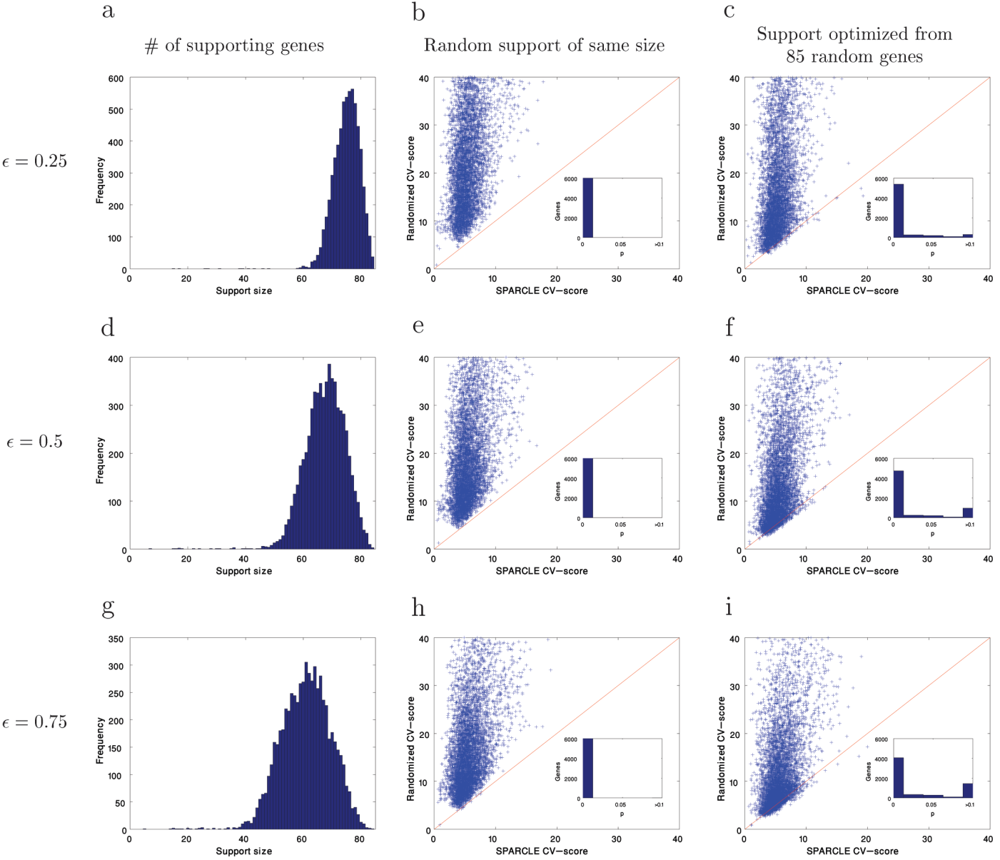 a
b
c
# of supporting genes
Random support of same size
Support optimized from
85 random genes
ϵ = 0.25
600
500
400
300
200
100
0
Frequency
0 20 40 60 80
Support size
40
30
20
10
0
Randomized CV−score
0 10 20 30 40
SPARCLE CV−score
6000
4000
2000
0
Genes
0 0.05 >0.1
p
40
30
20
10
0
Randomized CV−score
0 10 20 30 40
SPARCLE CV−score
6000
4000
2000
0
Genes
0 0.05 >0.1
p
d
e
f
ϵ = 0.5
400
300
200
100
0
Frequency
0 20 40 60 80
Support size
40
30
20
10
0
Randomized CV−score
0 10 20 30 40
SPARCLE CV−score
6000
4000
2000
0
Genes
0 0.05 >0.1
p
40
30
20
10
0
Randomized CV−score
0 10 20 30 40
SPARCLE CV−score
6000
4000
2000
0
Genes
0 0.05 >0.1
p
g
h
i
ϵ = 0.75
350
300
250
200
150
100
50
0
Frequency
0 20 40 60 80
Support size
40
30
20
10
0
Randomized CV−score
0 10 20 30 40
SPARCLE CV−score
6000
4000
2000
0
Genes
0 0.05 >0.1
p
40
30
20
10
0
Randomized CV−score
0 10 20 30 40
SPARCLE CV−score
6000
4000
2000
0
Genes
0 0.05 >0.1
p